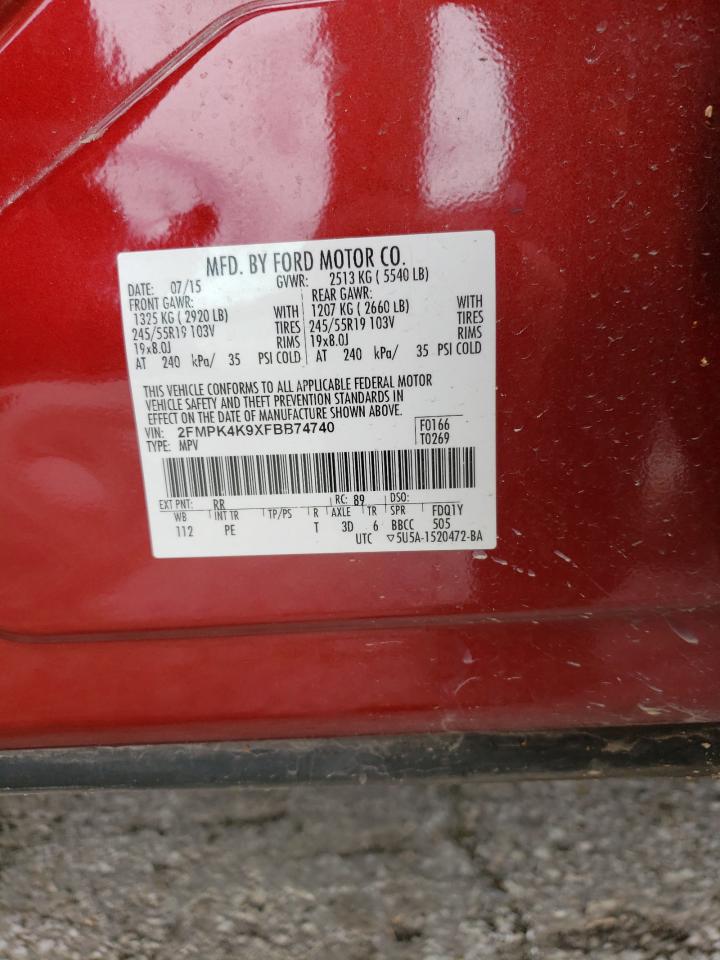 MFD. BY FORD MOTOR CO.
DATE: 07/15 GVWR: 2513 KG ( 5540 LB)
FRONT GAWR: REAR GAWR:
1325 KG ( 2920 LB) WITH 1207 KG ( 2660 LB) WITH
245/55R19 103V TIRES 245/55R19 103V TIRES
19x8.0J RIMS 19x8.0J RIMS
AT 240 kPa/ 35 PSI COLD AT 240 kPa/ 35 PSI COLD
THIS VEHICLE CONFORMS TO ALL APPLICABLE FEDERAL MOTOR
VEHICLE SAFETY AND THEFT PREVENTION STANDARDS IN
EFFECT ON THE DATE OF MANUFACTURE SHOWN ABOVE.
VIN: 2FMPK4K9XFBB74740 F0166
TYPE: MPV T0269
EXT PNT: RR RC: 89 DSO:
WB INT TR TP/PS R AXLE TR SPR FDQ1Y
112 PE T 3D 6 BBCC 505
UTC ▽5U5A-1520472-BA